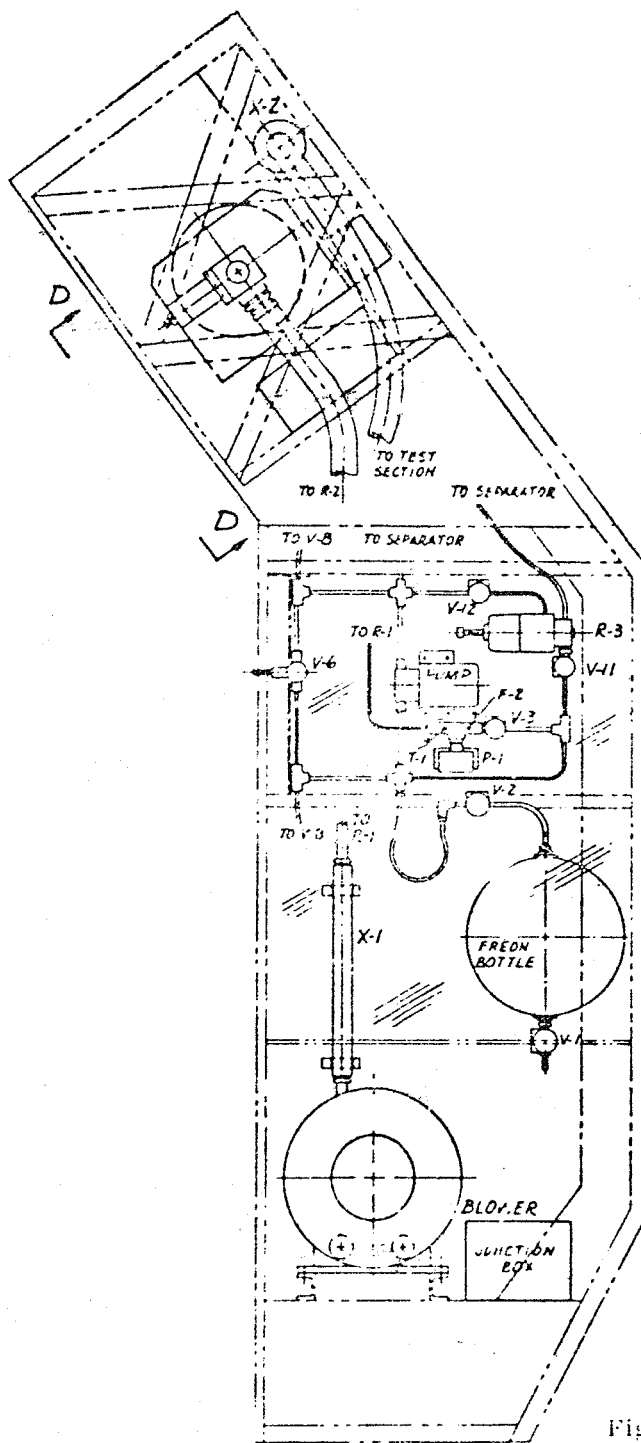 X-2
D
TO TEST
SECTION
TO R-2
TO SEPARATOR
D
TO V-8
TO SEPARATOR
V-12
TO R-1
R-3
V-6
PUMP
V-11
F-2
V-3
T-1
P-1
V-2
TO V-8
TO
R-1
X-1
FREON
BOTTLE
V-1
BLOWER
JUNCTION
BOX
Fig